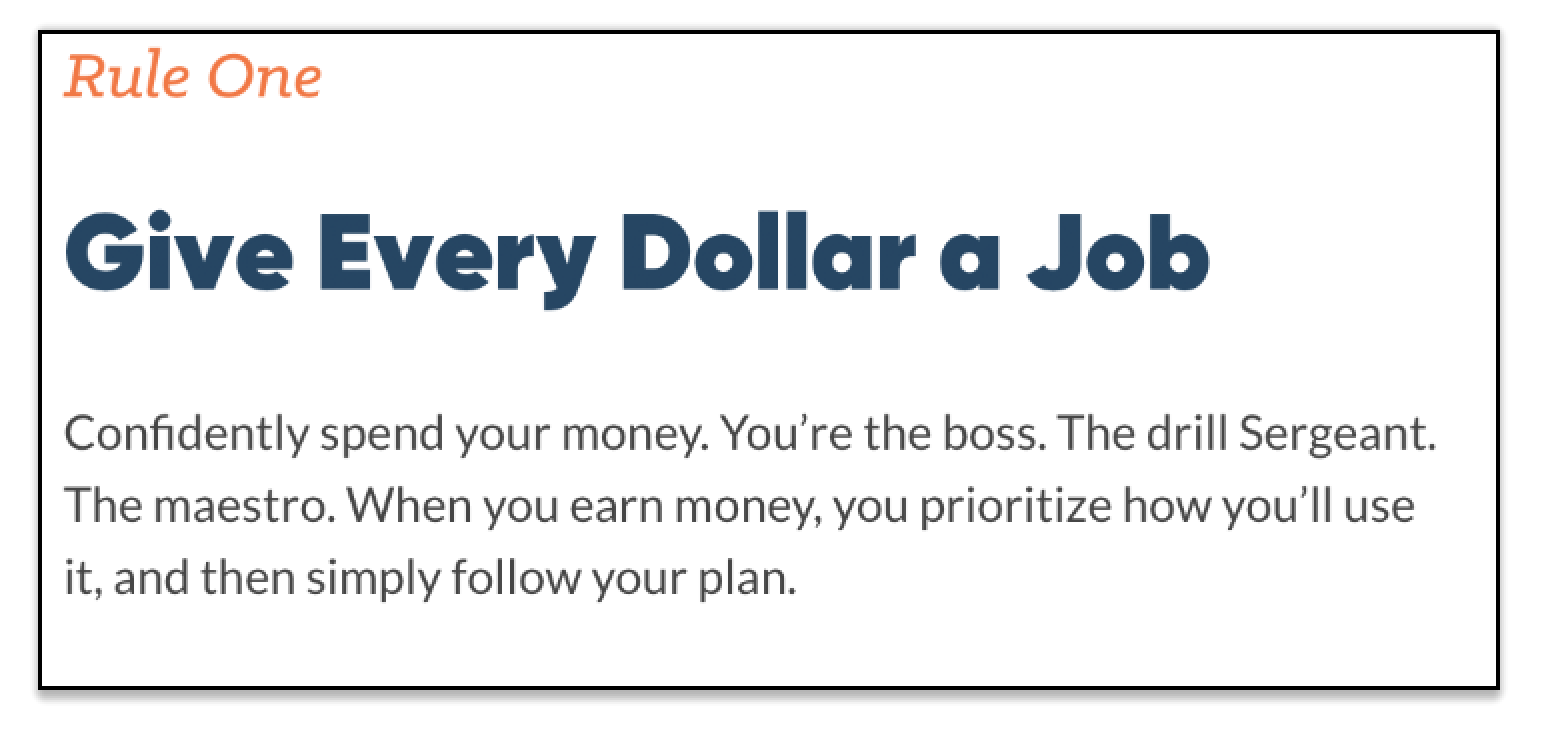 Rule One
Give Every Dollar a Job
Confidently spend your money. You’re the boss. The drill Sergeant.
The maestro. When you earn money, you prioritize how you’ll use
it, and then simply follow your plan.